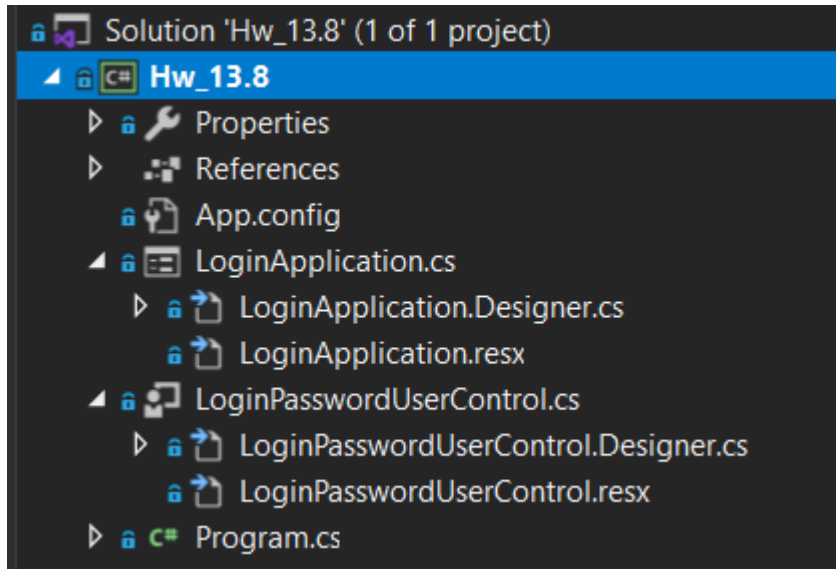 Solution 'Hw_13.8' (1 of 1 project)
C# Hw_13.8
Properties
References
App.config
LoginApplication.cs
LoginApplication.Designer.cs
LoginApplication.resx
LoginPasswordUserControl.cs
LoginPasswordUserControl.Designer.cs
LoginPasswordUserControl.resx
C# Program.cs